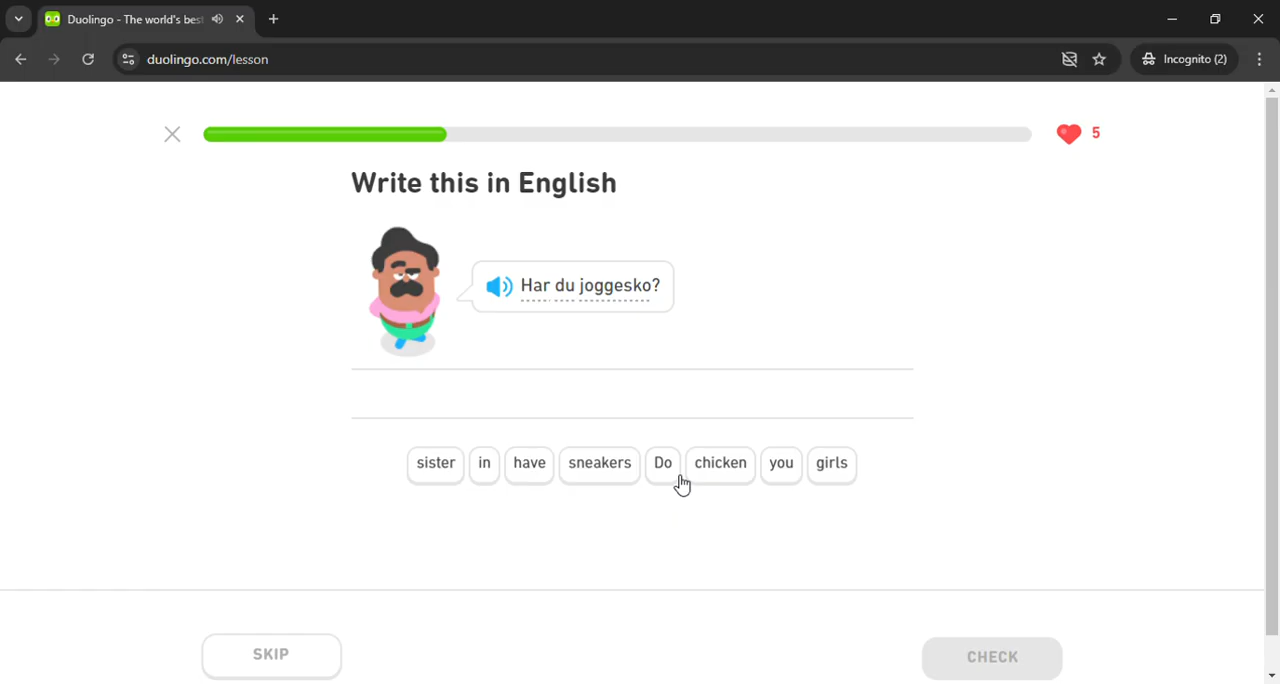 Duolingo - The world's bes
duolingo.com/lesson
Incognito (2)
5
Write this in English
Har du joggesko?
sister in have sneakers Do chicken you girls
SKIP
CHECK